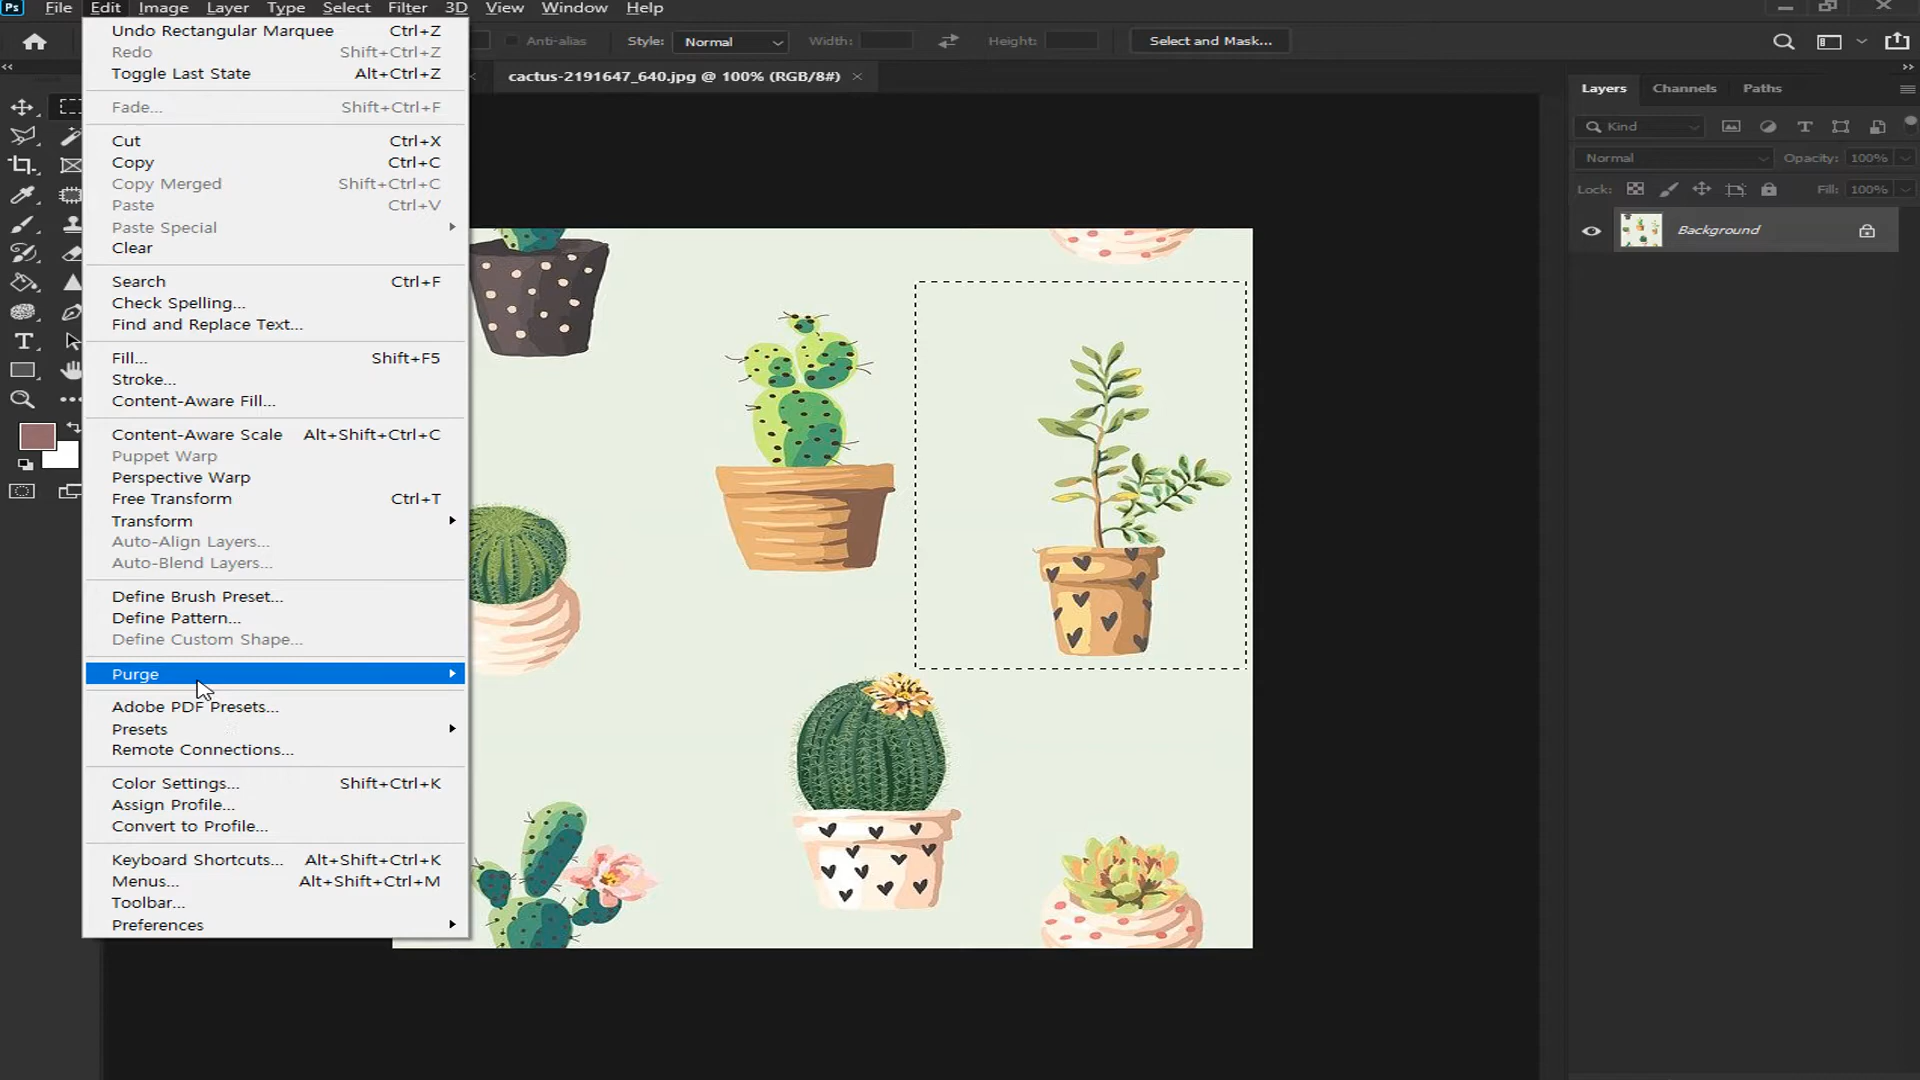 Ps File Edit Image Layer Type Select Filter 3D View Window Help
Anti-alias Style: Normal Width: Height: Select and Mask...
cactus-2191647_640.jpg @ 100% (RGB/8#)
Undo Rectangular Marquee Ctrl+Z
Redo Shift+Ctrl+Z
Toggle Last State Alt+Ctrl+Z
Fade... Shift+Ctrl+F
Cut Ctrl+X
Copy Ctrl+C
Copy Merged Shift+Ctrl+C
Paste Ctrl+V
Paste Special
Clear
Search Ctrl+F
Check Spelling...
Find and Replace Text...
Fill... Shift+F5
Stroke...
Content-Aware Fill...
Content-Aware Scale Alt+Shift+Ctrl+C
Puppet Warp
Perspective Warp
Free Transform Ctrl+T
Transform
Auto-Align Layers...
Auto-Blend Layers...
Define Brush Preset...
Define Pattern...
Define Custom Shape...
Purge
Adobe PDF Presets...
Presets
Remote Connections...
Color Settings... Shift+Ctrl+K
Assign Profile...
Convert to Profile...
Keyboard Shortcuts... Alt+Shift+Ctrl+K
Menus... Alt+Shift+Ctrl+M
Toolbar...
Preferences
Layers Channels Paths
Kind
Normal Opacity: 100%
Lock: Fill: 100%
Background